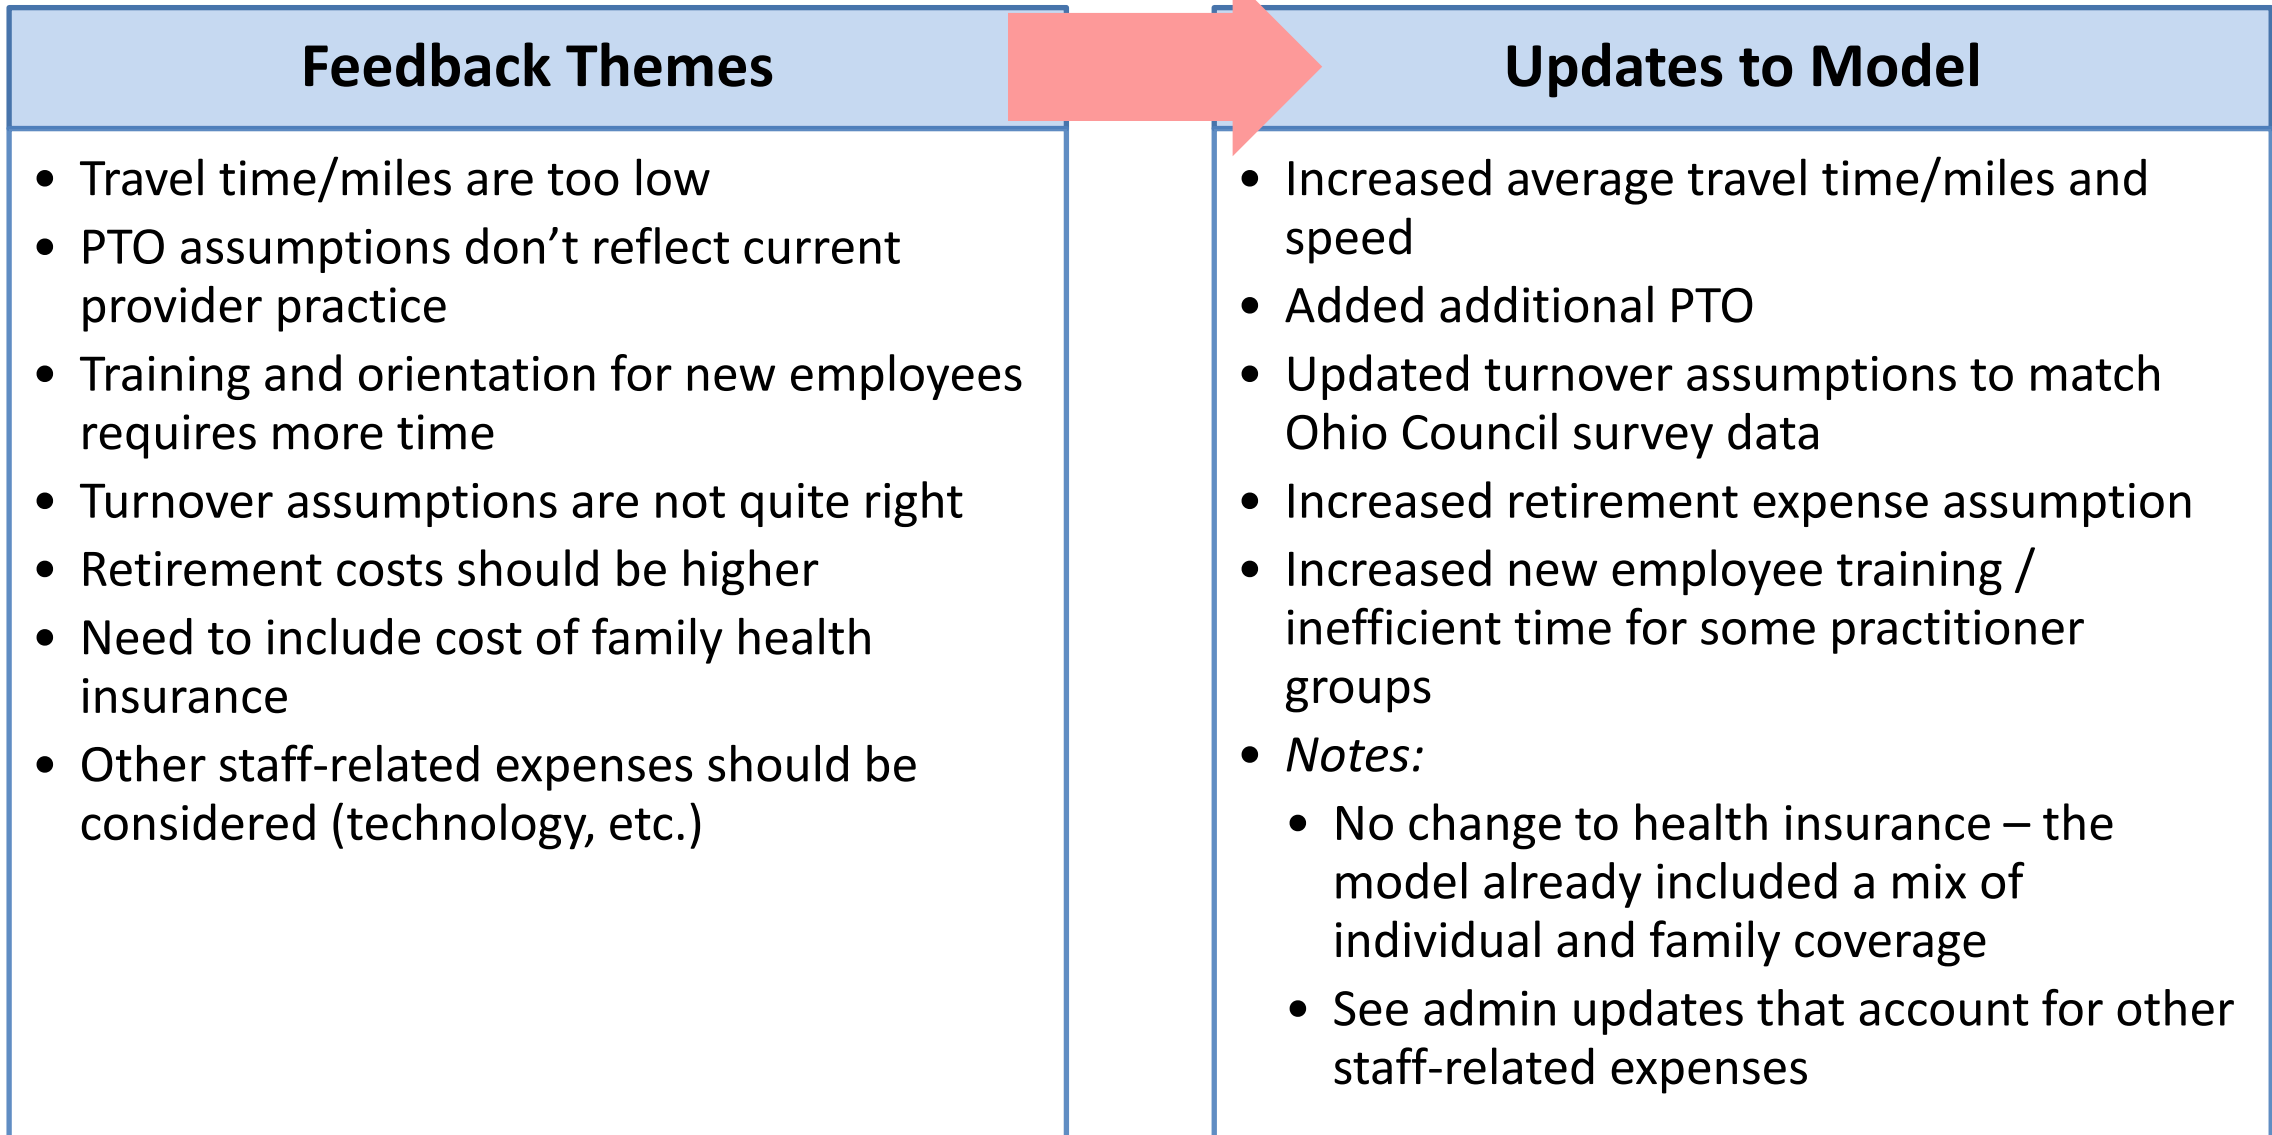 Feedback Themes
• Travel time/miles are too low
• PTO assumptions don’t reflect current
provider practice
• Training and orientation for new employees
requires more time
• Turnover assumptions are not quite right
• Retirement costs should be higher
• Need to include cost of family health
insurance
• Other staff-related expenses should be
considered (technology, etc.)
Updates to Model
• Increased average travel time/miles and
speed
• Added additional PTO
• Updated turnover assumptions to match
Ohio Council survey data
• Increased retirement expense assumption
• Increased new employee training /
inefficient time for some practitioner
groups
• Notes:
• No change to health insurance – the
model already included a mix of
individual and family coverage
• See admin updates that account for other
staff-related expenses